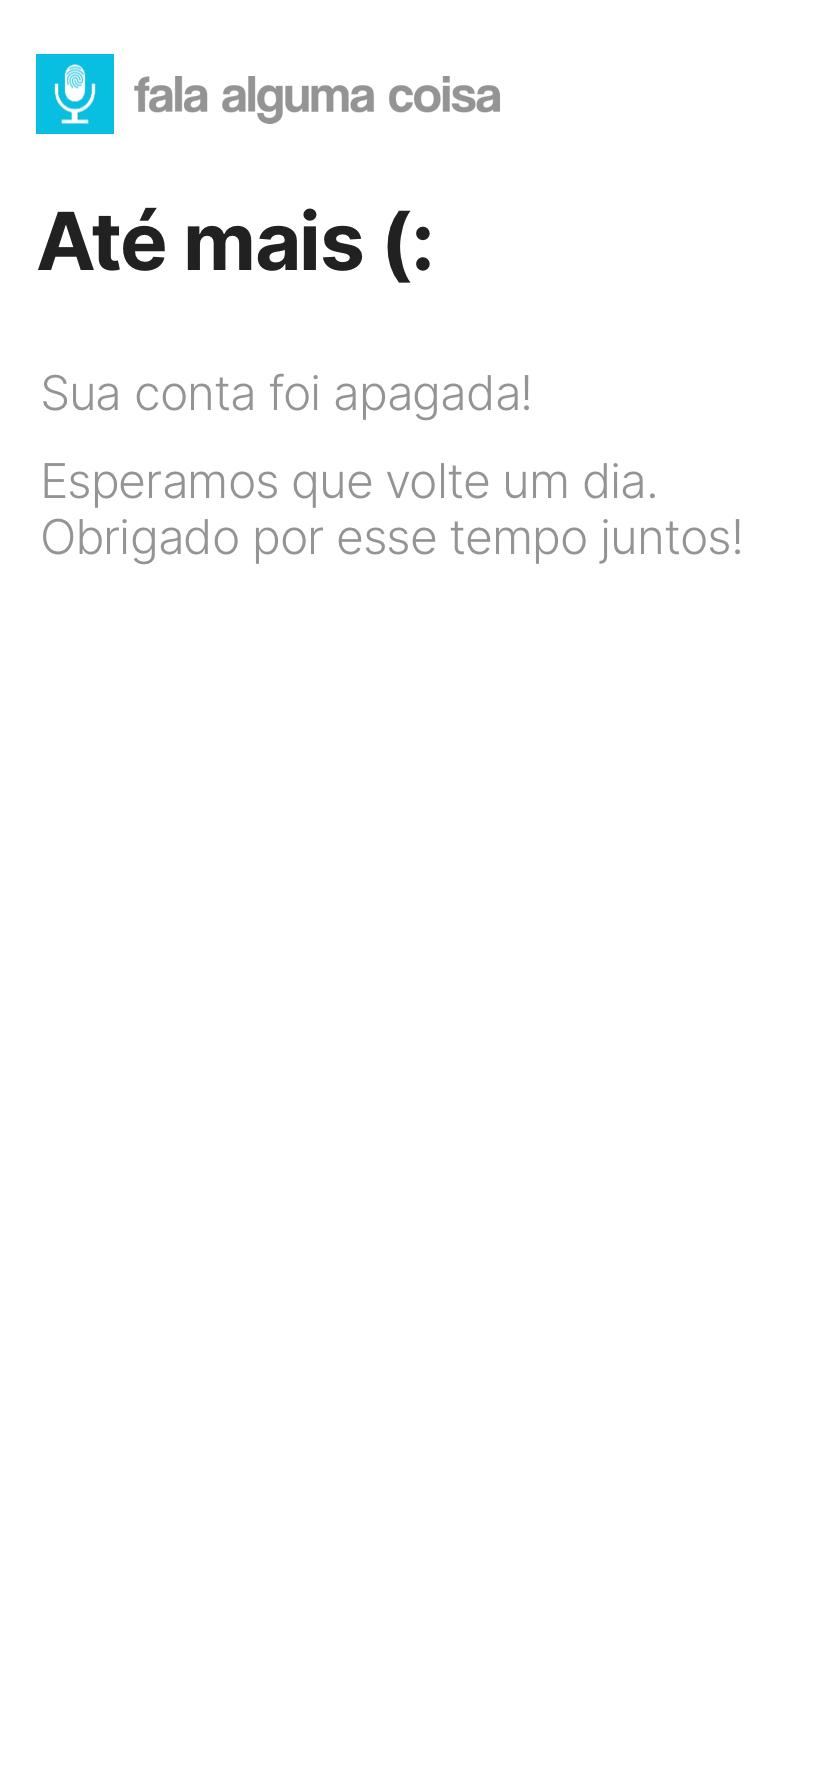 fala alguma coisa
Até mais (:
Sua conta foi apagada!
Esperamos que volte um dia.
Obrigado por esse tempo juntos!